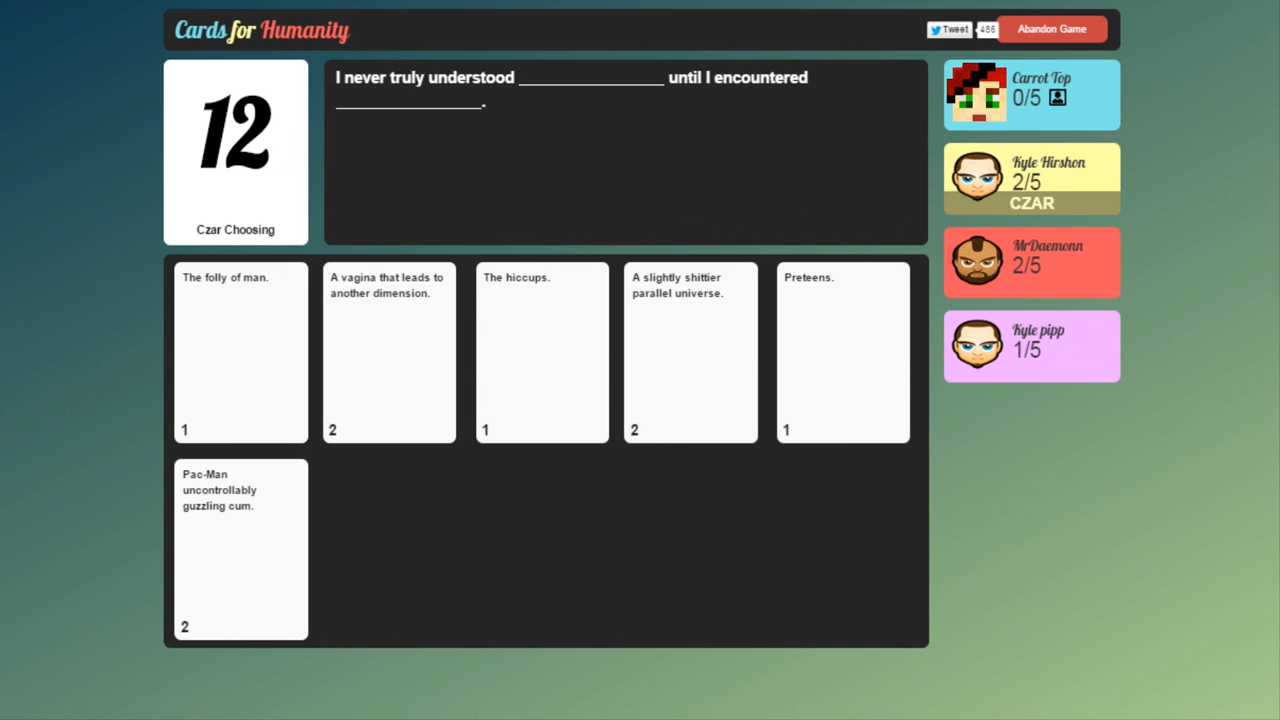 Cards for Humanity
Tweet
486
Abandon Game
12
Czar Choosing
I never truly understood _______________ until I encountered
_______________.
Carrot Top
0/5
Kyle Hirshon
2/5
CZAR
MrDaemonn
2/5
Kyle pipp
1/5
The folly of man.
1
A vagina that leads to
another dimension.
2
The hiccups.
1
A slightly shittier
parallel universe.
2
Preteens.
1
Pac-Man
uncontrollably
guzzling cum.
2